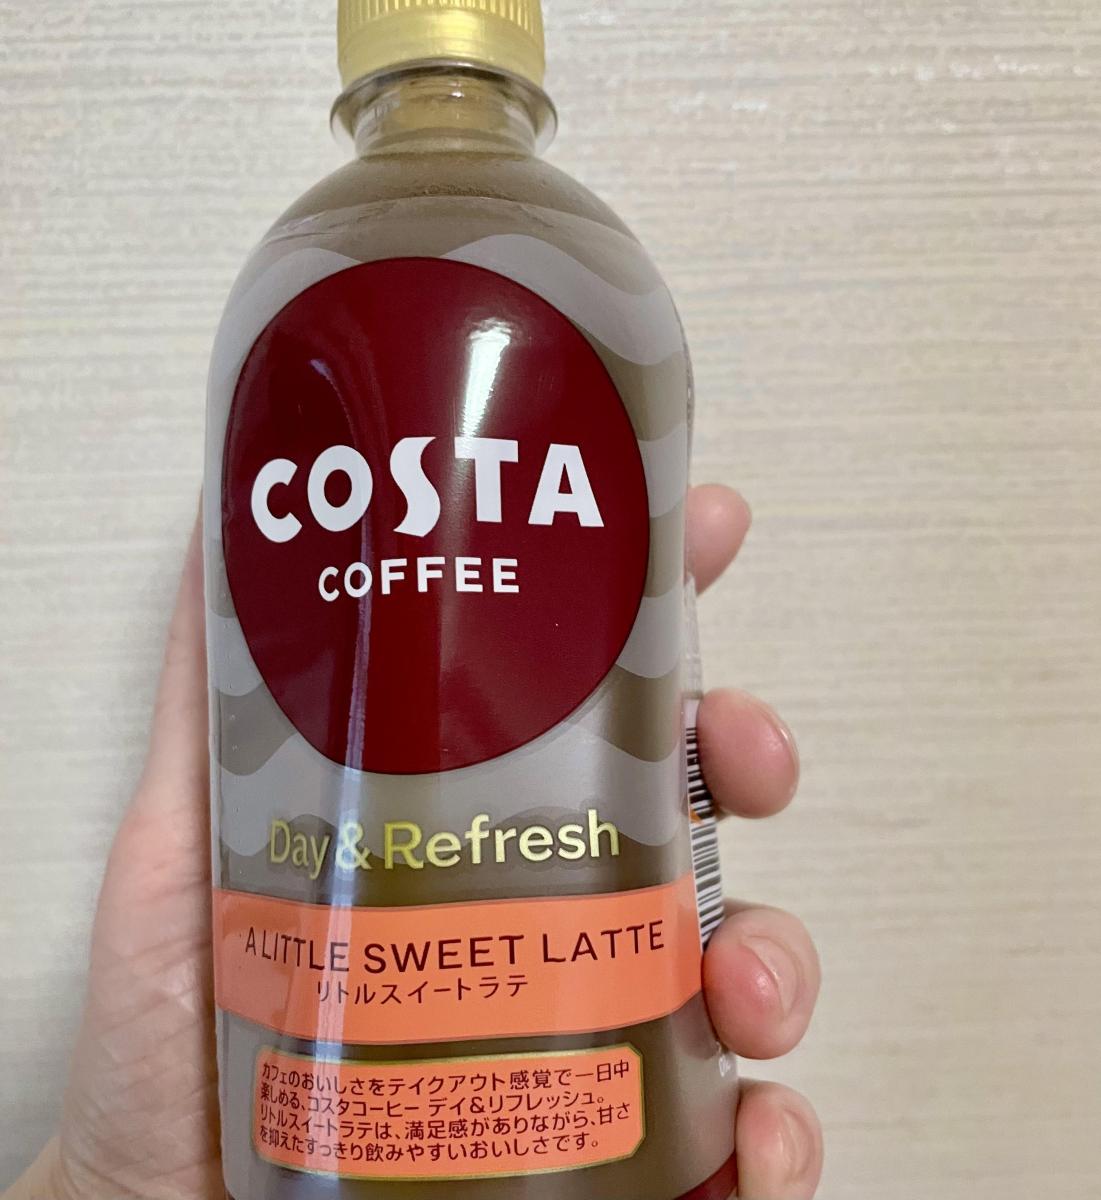 COSTA
COFFEE
Day & Refresh
A LITTLE SWEET LATTE
リトルスイートラテ
カフェのおいしさをテイクアウト感覚で一日中
楽しめる、コスタコーヒー デイ&リフレッシュ。
リトルスイートラテは、満足感がありながら、甘さ
を抑えたすっきり飲みやすいおいしさです。